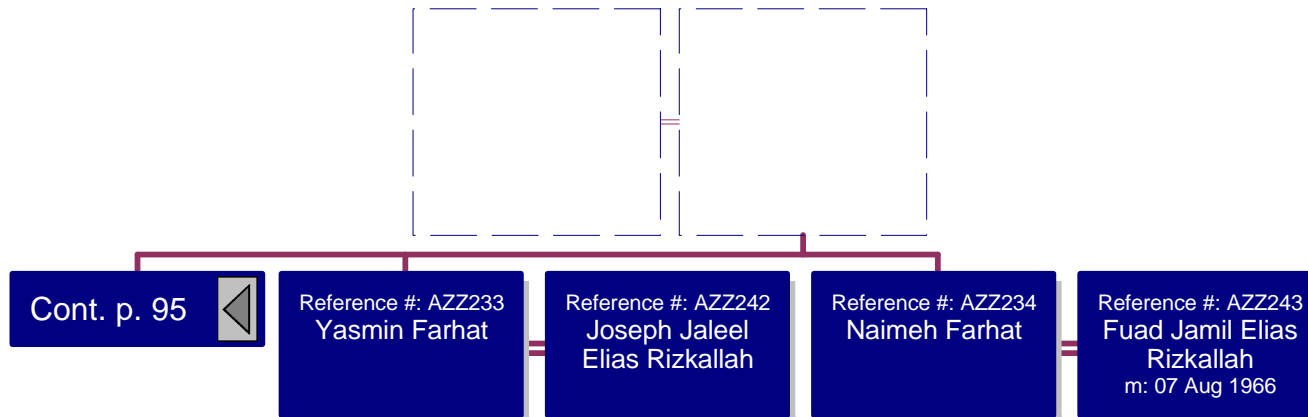 Cont. p. 95
Reference #: AZZ233
Yasmin Farhat
Reference #: AZZ242
Joseph Jaleel
Elias Rizkallah
Reference #: AZZ234
Naimeh Farhat
Reference #: AZZ243
Fuad Jamil Elias
Rizkallah
m: 07 Aug 1966